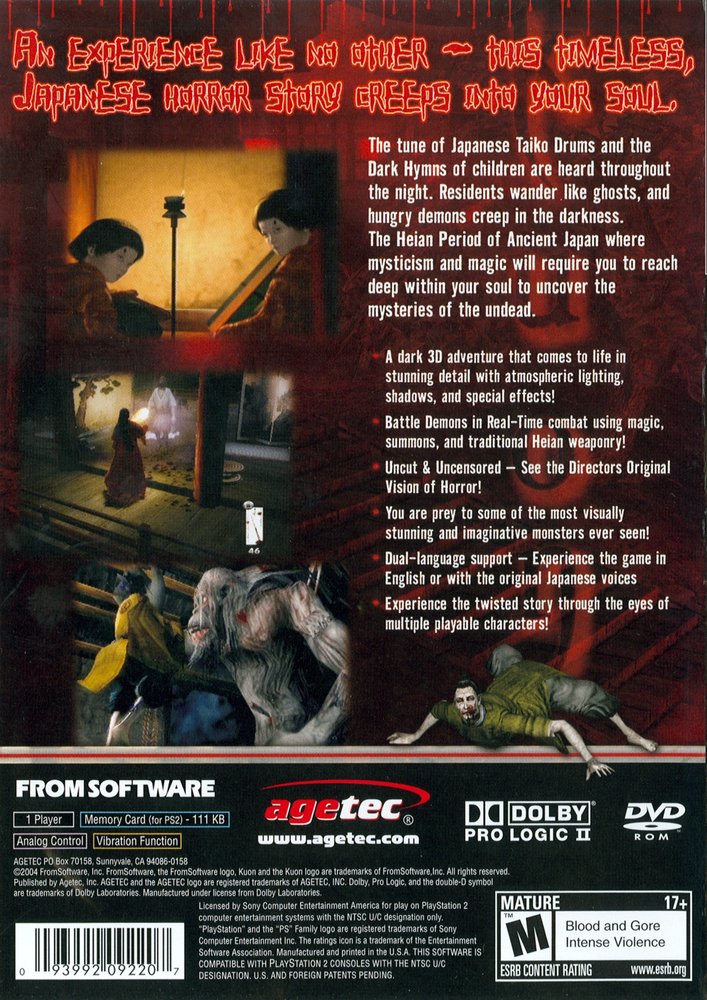 An Experience like no other – this timeless,
Japanese horror story creeps into your soul.
The tune of Japanese Taiko Drums and the
Dark Hymns of children are heard throughout
the night. Residents wander like ghosts, and
hungry demons creep in the darkness.
The Heian Period of Ancient Japan where
mysticism and magic will require you to reach
deep within your soul to uncover the
mysteries of the undead.
• A dark 3D adventure that comes to life in
stunning detail with atmospheric lighting,
shadows, and special effects!
• Battle Demons in Real-Time combat using magic,
summons, and traditional Heian weaponry!
• Uncut & Uncensored – See the Directors Original
Vision of Horror!
• You are prey to some of the most visually
stunning and imaginative monsters ever seen!
• Dual-language support – Experience the game in
English or with the original Japanese voices
• Experience the twisted story through the eyes of
multiple playable characters!
46
FROMSOFTWARE
1 Player
Memory Card (for PS2) - 111 KB
Analog Control
Vibration Function
agetec®
www.agetec.com
DOLBY®
PRO LOGIC II
DVD
ROM
AGETEC PO Box 70158, Sunnyvale, CA 94086-0158
©2004 FromSoftware, Inc. FromSoftware, the FromSoftware logo, Kuon and the Kuon logo are trademarks of FromSoftware,Inc. All rights reserved.
Published by Agetec, Inc. AGETEC and the AGETEC logo are registered trademarks of AGETEC, INC. Dolby, Pro Logic, and the double-D symbol
are trademarks of Dolby Laboratories. Manufactured under license from Dolby Laboratories.
Licensed by Sony Computer Entertainment America for play on PlayStation 2
computer entertainment systems with the NTSC U/C designation only.
"PlayStation" and the "PS" Family logo are registered trademarks of Sony
Computer Entertainment Inc. The ratings icon is a trademark of the Entertainment
Software Association. Manufactured and printed in the U.S.A. THIS SOFTWARE IS
COMPATIBLE WITH PLAYSTATION 2 CONSOLES WITH THE NTSC U/C
DESIGNATION. U.S. AND FOREIGN PATENTS PENDING.
0 93992 09220 7
MATURE 17+
TM
M
Blood and Gore
Intense Violence
ESRB CONTENT RATING www.esrb.org